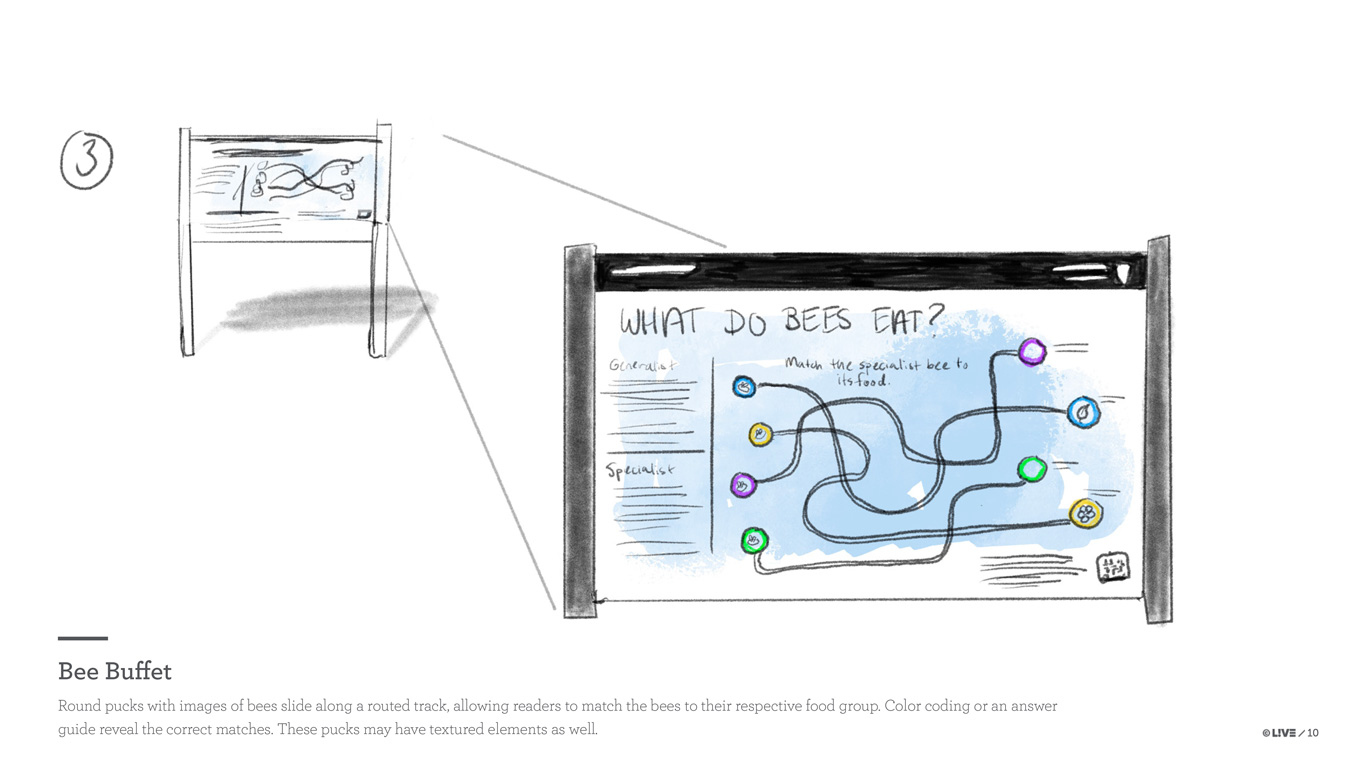 3
WHAT DO BEES EAT?
Generalist
Match the specialist bee to
its food.
Specialist
Bee Buffet
Round pucks with images of bees slide along a routed track, allowing readers to match the bees to their respective food group. Color coding or an answer
guide reveal the correct matches. These pucks may have textured elements as well.
© L!VE / 10